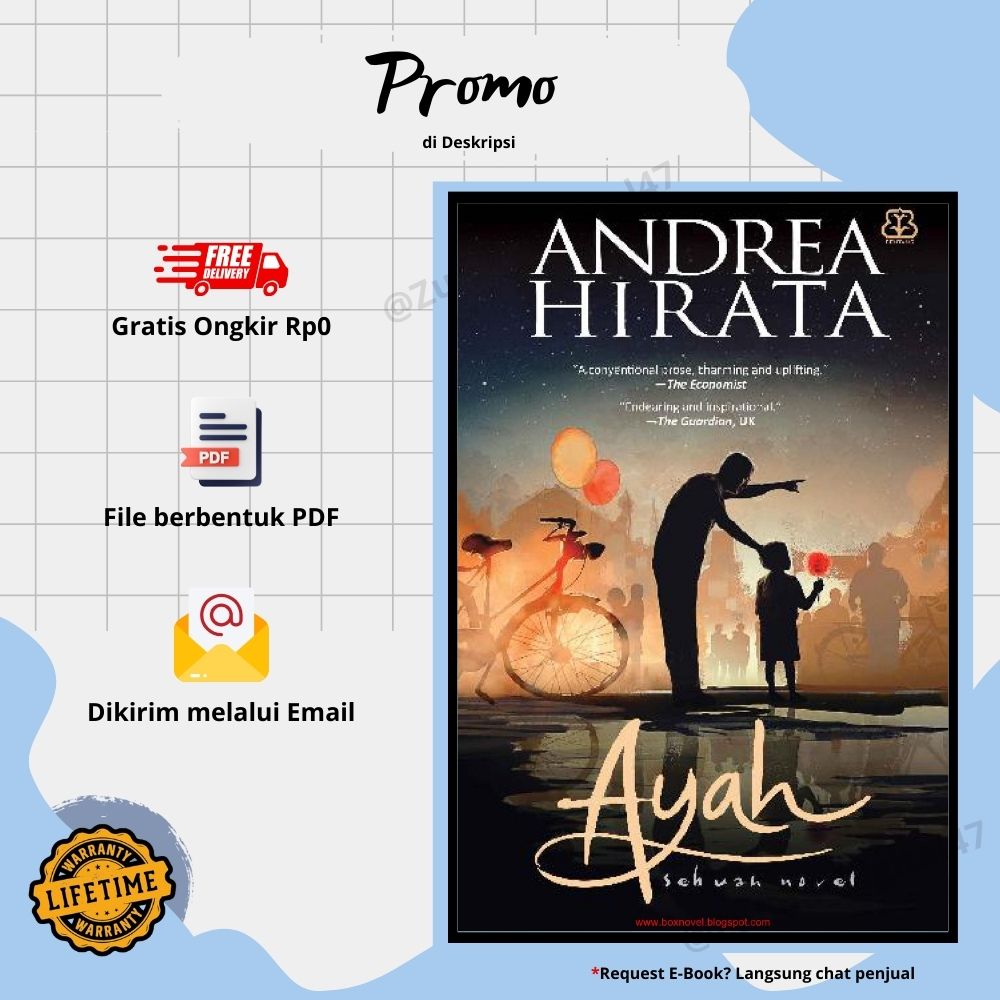 Promo
di Deskripsi
FREE
DELIVERY
Gratis Ongkir Rp0
PDF
File berbentuk PDF
@
Dikirim melalui Email
WARRANTY
LIFETIME
WARRANTY
ANDREA
HIRATA
BENTANG
"A conventional prose, charming and uplifting."
—The Economist
"Endearing and inspirational."
—The Guardian, UK
Ayah
sebuah novel
www.boxnovel.blogspot.com
*Request E-Book? Langsung chat penjual